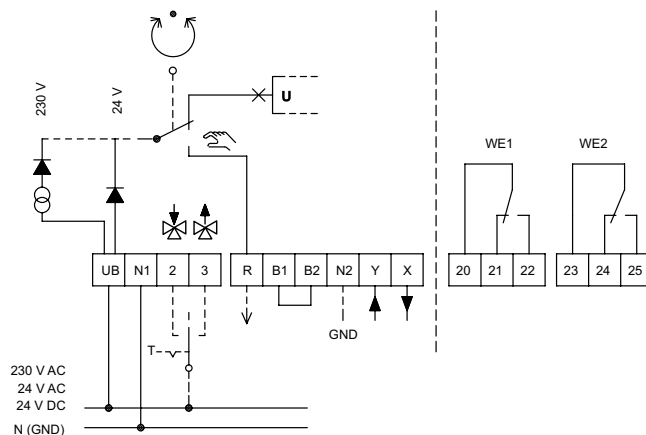 230 V
24 V
U
WE1
WE2
UB N1 2 3 R B1 B2 N2 Y X 20 21 22 23 24 25
GND
T
230 V AC
24 V AC
24 V DC
N (GND)